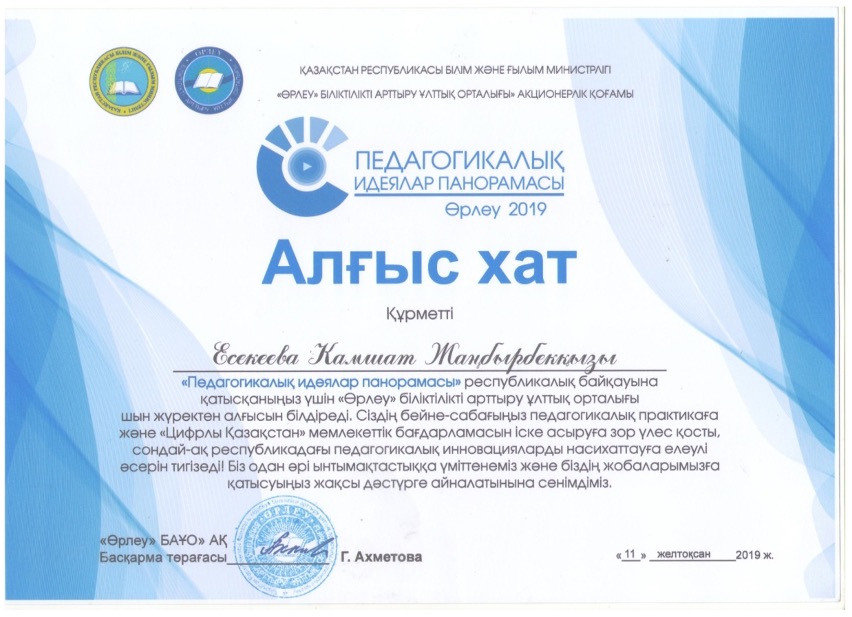 ҚАЗАҚСТАН РЕСПУБЛИКАСЫ БІЛІМ ЖӘНЕ ҒЫЛЫМ МИНИСТРЛІГІ
«ӨРЛЕУ» БІЛІКТІЛІКТІ АРТТЫРУ ҰЛТТЫҚ ОРТАЛЫҒЫ» АКЦИОНЕРЛІК ҚОҒАМЫ
ПЕДАГОГИКАЛЫҚ
ИДЕЯЛАР ПАНОРАМАСЫ
Өрлеу 2019
Алғыс хат
Құрметті
Есекеева Камшат Жаңбырбекқызы
«Педагогикалық идеялар панорамасы» республикалық байқауына
қатысқаныңыз үшін «Өрлеу» біліктілікті арттыру ұлттық орталығы
шын жүректен алғысын білдіреді. Сіздің бейне-сабағыңыз педагогикалық практикаға
және «Цифрлы Қазақстан» мемлекеттік бағдарламасын іске асыруға зор үлес қосты,
сондай-ақ республикадағы педагогикалық инновацияларды насихаттауға елеулі
әсерін тигізеді! Біз одан әрі ынтымақтастыққа үміттенеміз және біздің жобаларымызға
қатысуыңыз жақсы дәстүрге айналатынына сенімдіміз.
«Өрлеу» БАҰО» АҚ
Басқарма төрағасы Г. Ахметова
« 11 » желтоқсан 2019 ж.
ӨРЛЕУ